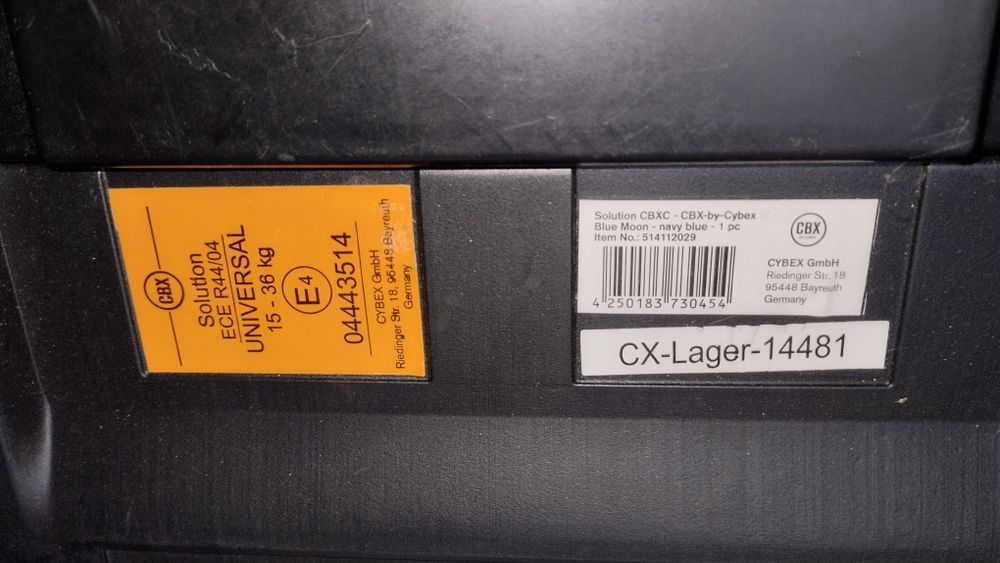 CBX
Solution
ECE R44/04
UNIVERSAL
15 - 36 kg
E4
04443514
CYBEX GmbH
Riedinger Str. 18, 95448 Bayreuth
Germany
Solution CBXC - CBX-by-Cybex
Blue Moon - navy blue - 1 pc
Item No.: 514112029
4 250183 730454
CBX
CYBEX GmbH
Riedinger Str. 18
95448 Bayreuth
Germany
CX-Lager-14481